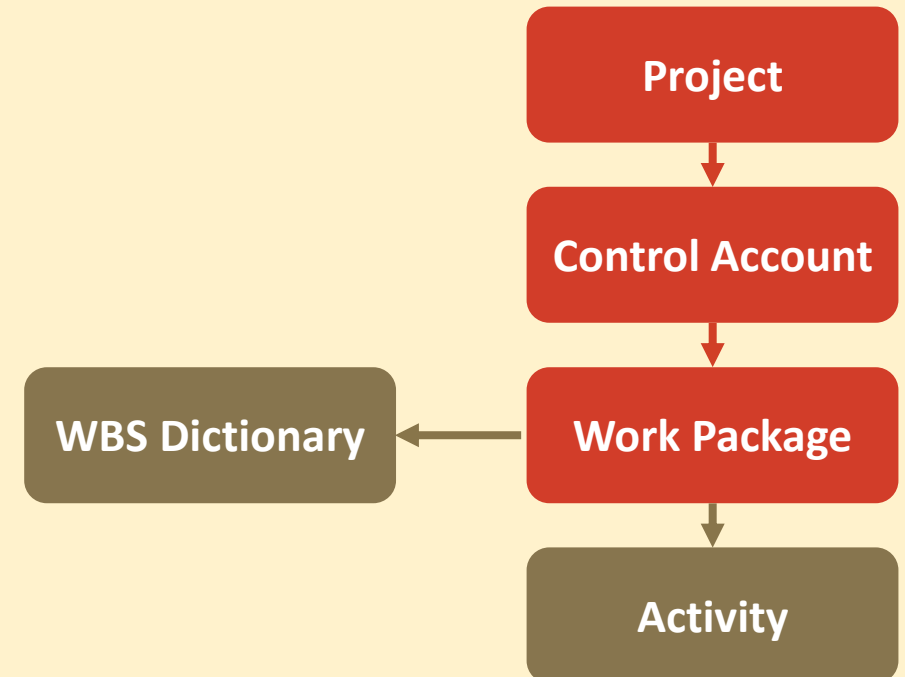 Project
Control Account
WBS Dictionary
Work Package
Activity